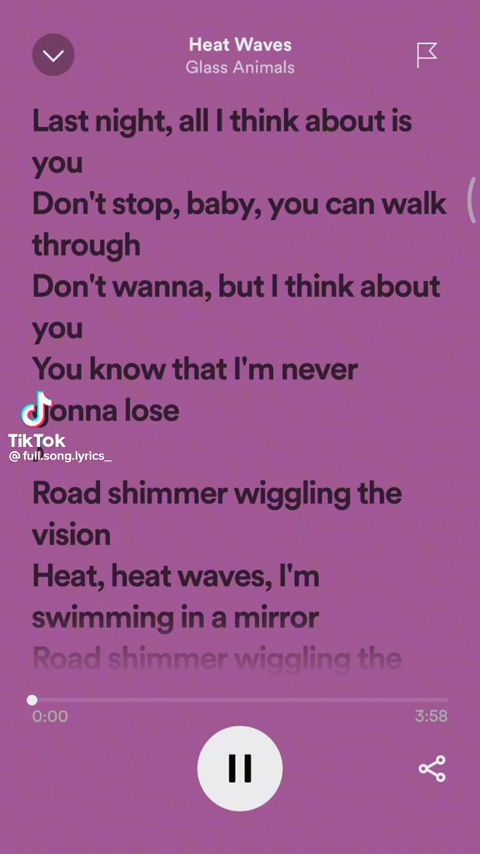 Heat Waves
Glass Animals
Last night, all I think about is
you
Don't stop, baby, you can walk
through
Don't wanna, but I think about
you
You know that I'm never
gonna lose
TikTok
@full.song.lyrics_
Road shimmer wiggling the
vision
Heat, heat waves, I'm
swimming in a mirror
Road shimmer wiggling the
0:00
3:58